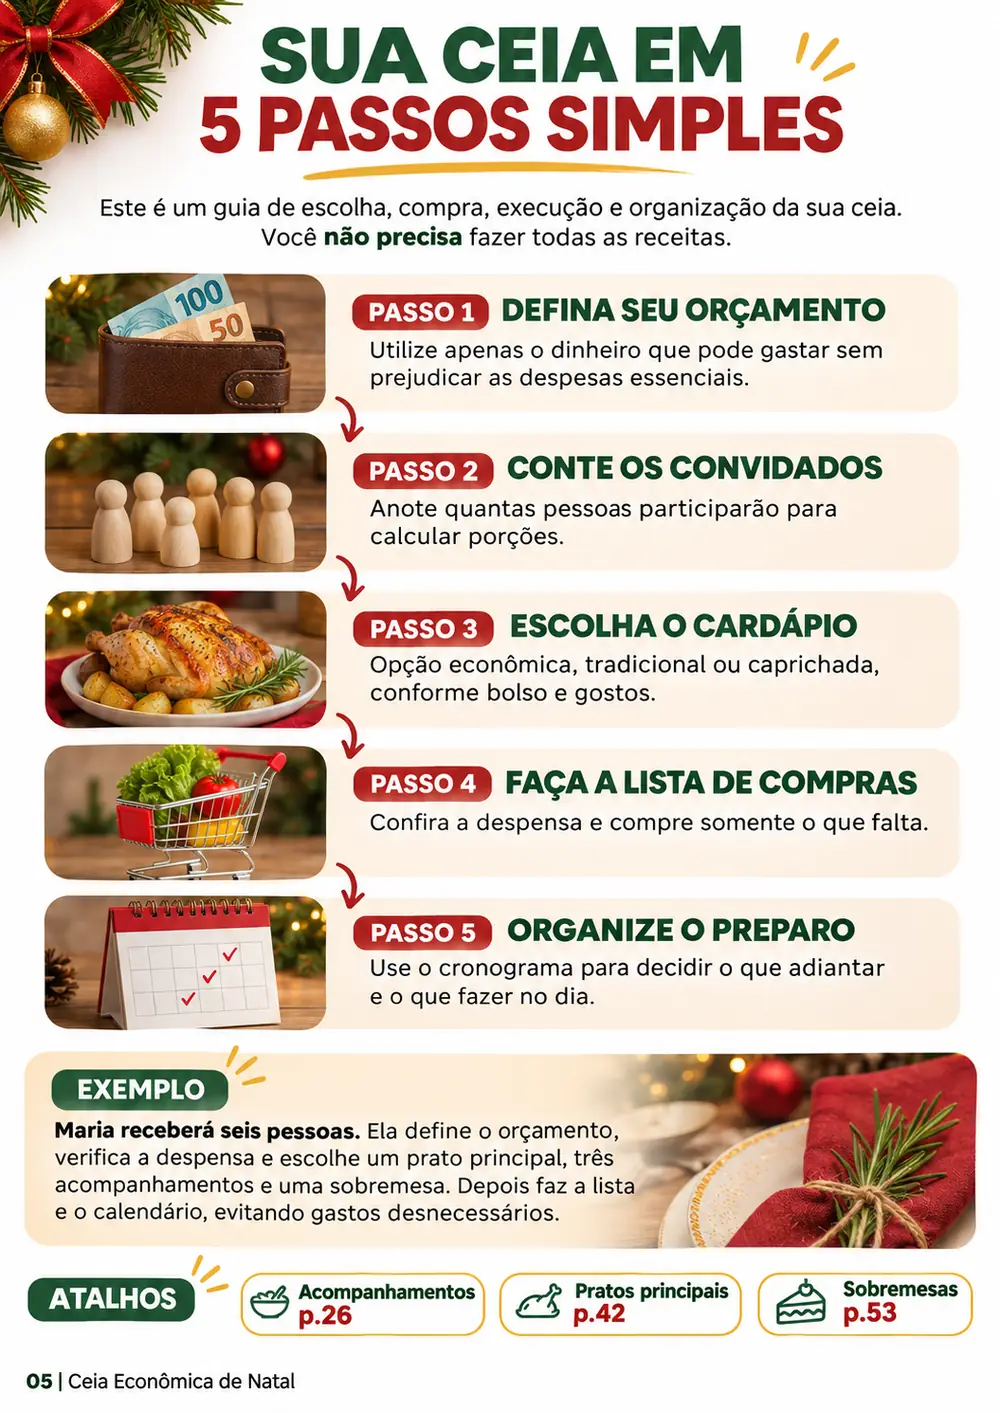 SUA CEIA EM
5 PASSOS SIMPLES
Este é um guia de escolha, compra, execução e organização da sua ceia.
Você não precisa fazer todas as receitas.
100
50
PASSO 1 DEFINA SEU ORÇAMENTO
Utilize apenas o dinheiro que pode gastar sem
prejudicar as despesas essenciais.
PASSO 2 CONTE OS CONVIDADOS
Anote quantas pessoas participarão para
calcular porções.
PASSO 3 ESCOLHA O CARDÁPIO
Opção econômica, tradicional ou caprichada,
conforme bolso e gostos.
PASSO 4 FAÇA A LISTA DE COMPRAS
Confira a despensa e compre somente o que falta.
PASSO 5 ORGANIZE O PREPARO
Use o cronograma para decidir o que adiantar
e o que fazer no dia.
EXEMPLO
Maria receberá seis pessoas. Ela define o orçamento,
verifica a despensa e escolhe um prato principal, três
acompanhamentos e uma sobremesa. Depois faz a lista
e o calendário, evitando gastos desnecessários.
ATALHOS
Acompanhamentos
p.26
Pratos principais
p.42
Sobremesas
p.53
05 | Ceia Econômica de Natal